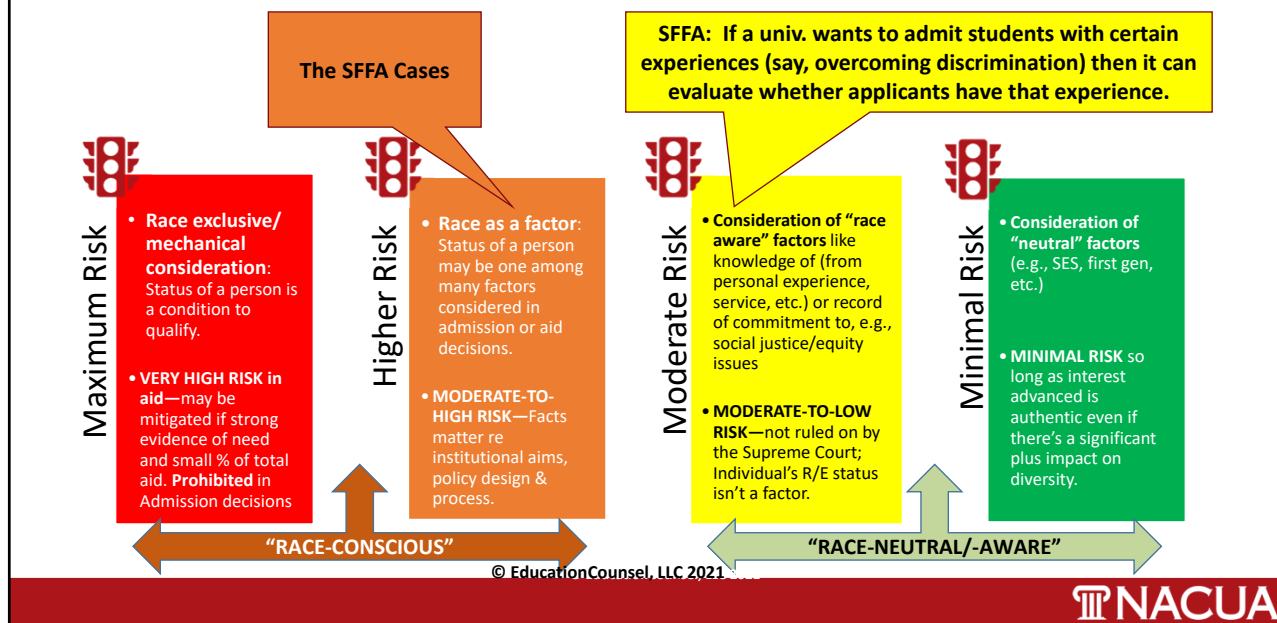 The SFFA Cases
SFFA: If a univ. wants to admit students with certain
experiences (say, overcoming discrimination) then it can
evaluate whether applicants have that experience.
Maximum Risk
• Race exclusive/
mechanical
consideration:
Status of a person is
a condition to
qualify.
• VERY HIGH RISK in
aid—may be
mitigated if strong
evidence of need
and small % of total
aid. Prohibited in
Admission decisions
Higher Risk
• Race as a factor:
Status of a person
may be one among
many factors
considered in
admission or aid
decisions.
• MODERATE-TO-
HIGH RISK—Facts
matter re
institutional aims,
policy design &
process.
Moderate Risk
• Consideration of “race
aware” factors like
knowledge of (from
personal experience,
service, etc.) or record
of commitment to, e.g.,
social justice/equity
issues
• MODERATE-TO-LOW
RISK—not ruled on by
the Supreme Court;
Individual’s R/E status
isn’t a factor.
Minimal Risk
• Consideration of
“neutral” factors
(e.g., SES, first gen,
etc.)
• MINIMAL RISK so
long as interest
advanced is
authentic even if
there’s a significant
plus impact on
diversity.
“RACE-CONSCIOUS”
“RACE-NEUTRAL/-AWARE”
© EducationCounsel, LLC 2021
NACUA